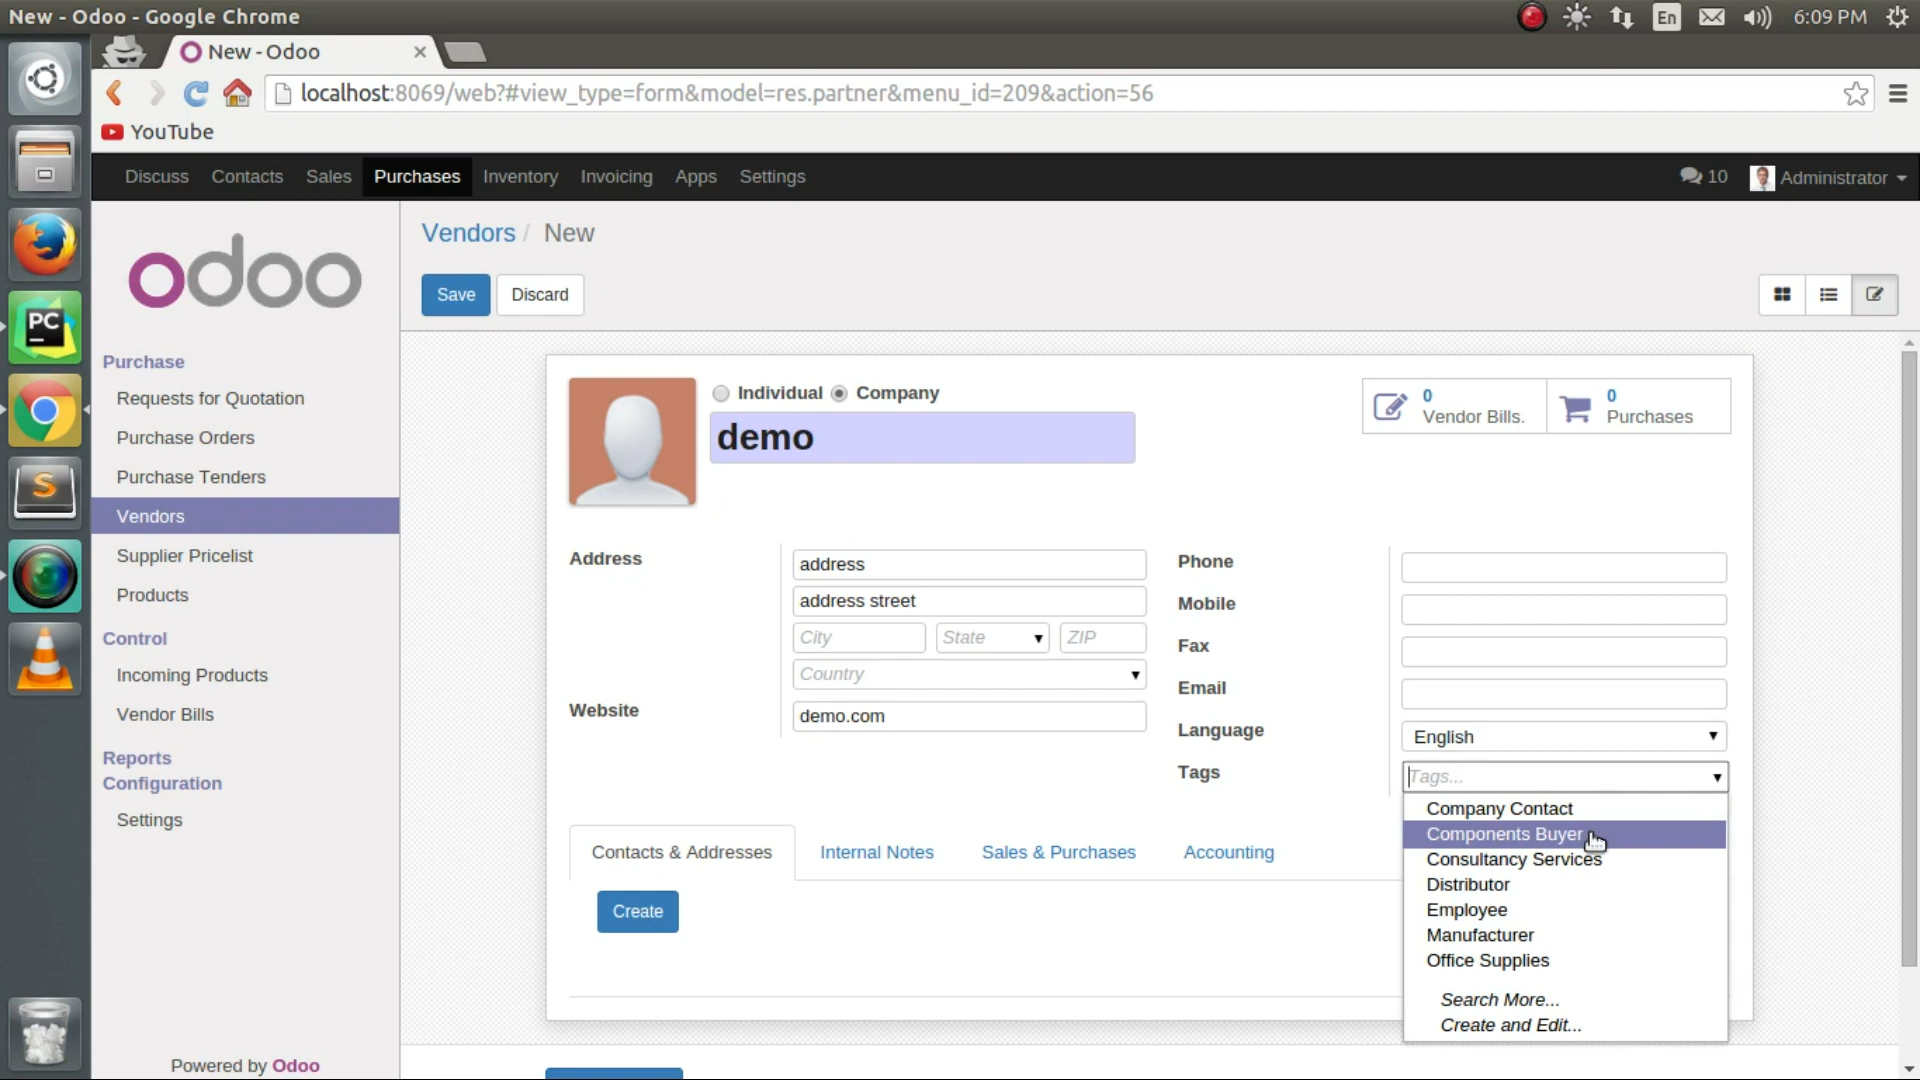 New - Odoo - Google Chrome
En
6:09 PM
New - Odoo
localhost:8069/web?#view_type=form&model=res.partner&menu_id=209&action=56
YouTube
Discuss Contacts Sales Purchases Inventory Invoicing Apps Settings
10
Administrator
odoo
Vendors / New
Save
Discard
Purchase
Requests for Quotation
Purchase Orders
Purchase Tenders
Vendors
Supplier Pricelist
Products
Control
Incoming Products
Vendor Bills
Reports
Configuration
Settings
Powered by Odoo
PC
S
Individual
Company
demo
0
Vendor Bills.
0
Purchases
Address
address
address street
City
State
ZIP
Country
Website
demo.com
Phone
Mobile
Fax
Email
Language
English
Tags
Tags...
Company Contact
Components Buyer
Consultancy Services
Distributor
Employee
Manufacturer
Office Supplies
Search More...
Create and Edit...
Contacts & Addresses
Internal Notes
Sales & Purchases
Accounting
Create